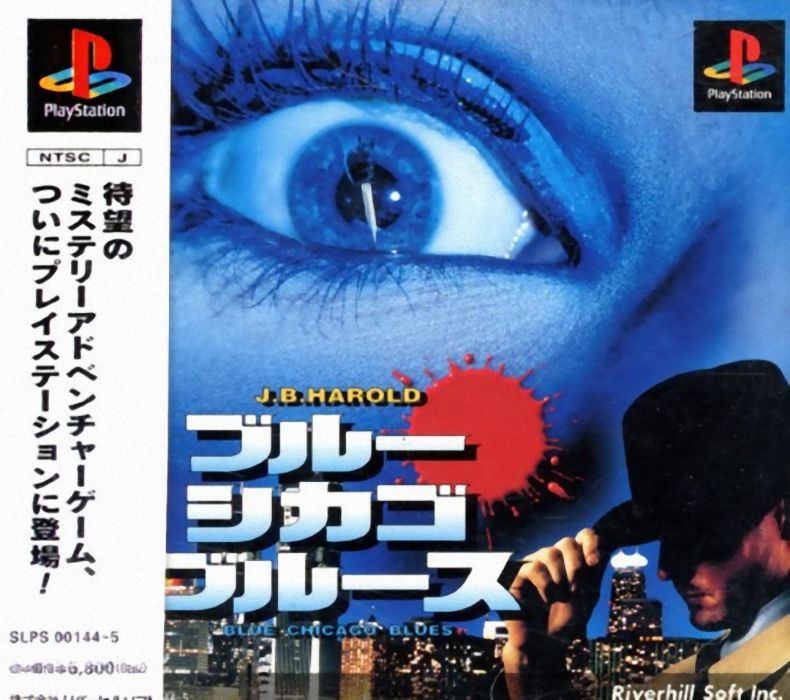 PlayStation
NTSC J
待望の
ミステリーアドベンチャーゲーム、
ついにプレイステーションに登場!
SLPS 00144~5
PlayStation
J.B.HAROLD
ブルー
シカゴ
ブルース
BLUE CHICAGO BLUES
Riverhill Soft Inc.